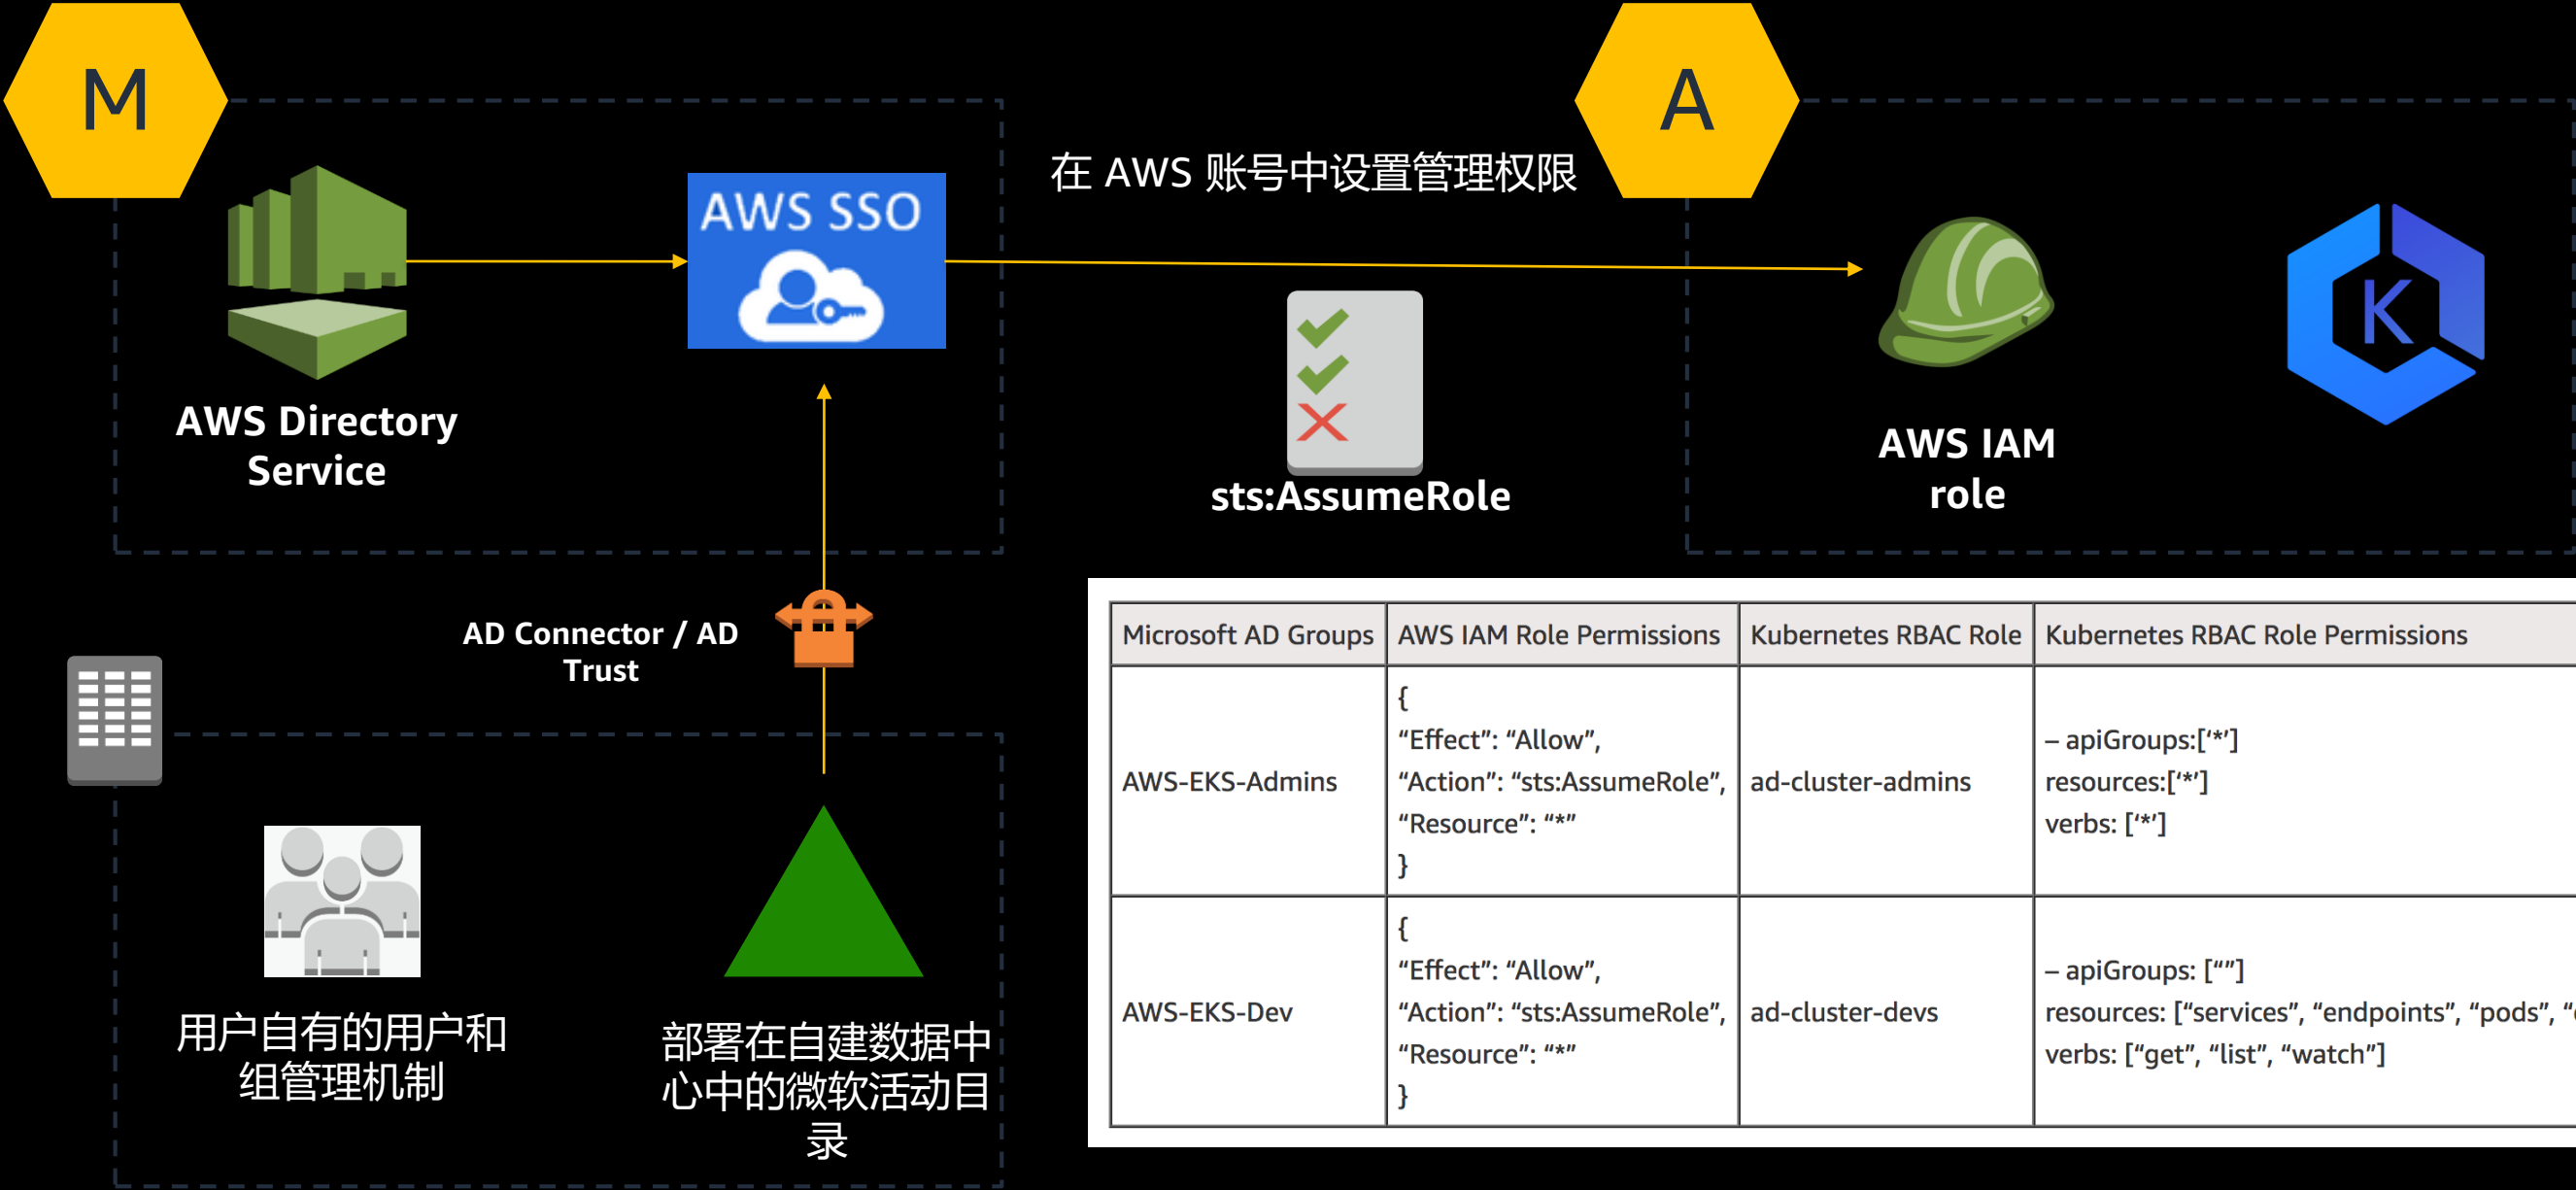 M
A
AWS SSO
在 AWS 账号中设置管理权限
K
AWS Directory
Service
sts:AssumeRole
AWS IAM
role
AD Connector / AD
Trust
用户自有的用户和
组管理机制
部署在自建数据中
心中的微软活动目
录
Microsoft AD Groups
AWS IAM Role Permissions
Kubernetes RBAC Role
Kubernetes RBAC Role Permissions
AWS-EKS-Admins
{
“Effect”: “Allow”,
“Action”: “sts:AssumeRole”,
“Resource”: “*”
}
ad-cluster-admins
– apiGroups:[‘*’]
resources:[‘*’]
verbs: [‘*’]
AWS-EKS-Dev
{
“Effect”: “Allow”,
“Action”: “sts:AssumeRole”,
“Resource”: “*”
}
ad-cluster-devs
– apiGroups: [“”]
resources: [“services”, “endpoints”, “pods”, “
verbs: [“get”, “list”, “watch”]